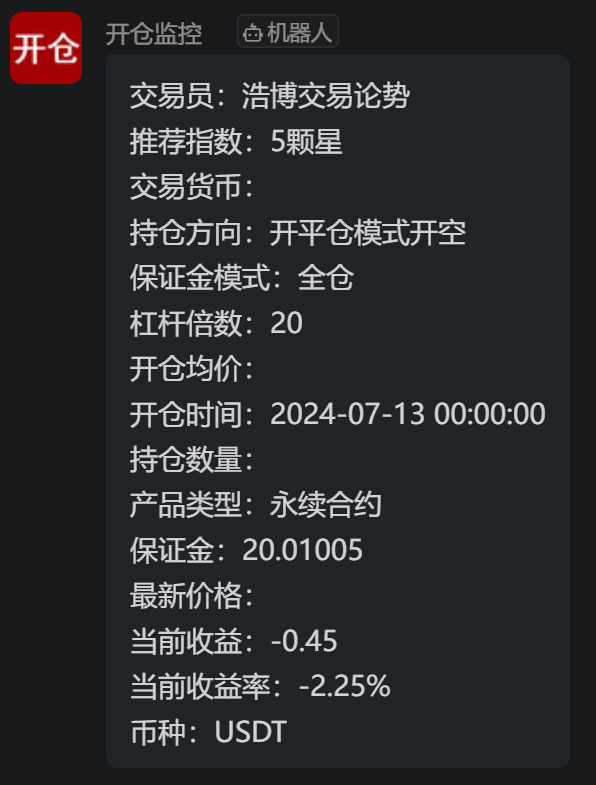 开仓
开仓监控 机器人
交易员：浩博交易论势
推荐指数：5颗星
交易货币：
持仓方向：开平仓模式开空
保证金模式：全仓
杠杆倍数：20
开仓均价：
开仓时间：2024-07-13 00:00:00
持仓数量：
产品类型：永续合约
保证金：20.01005
最新价格：
当前收益：-0.45
当前收益率：-2.25%
币种：USDT